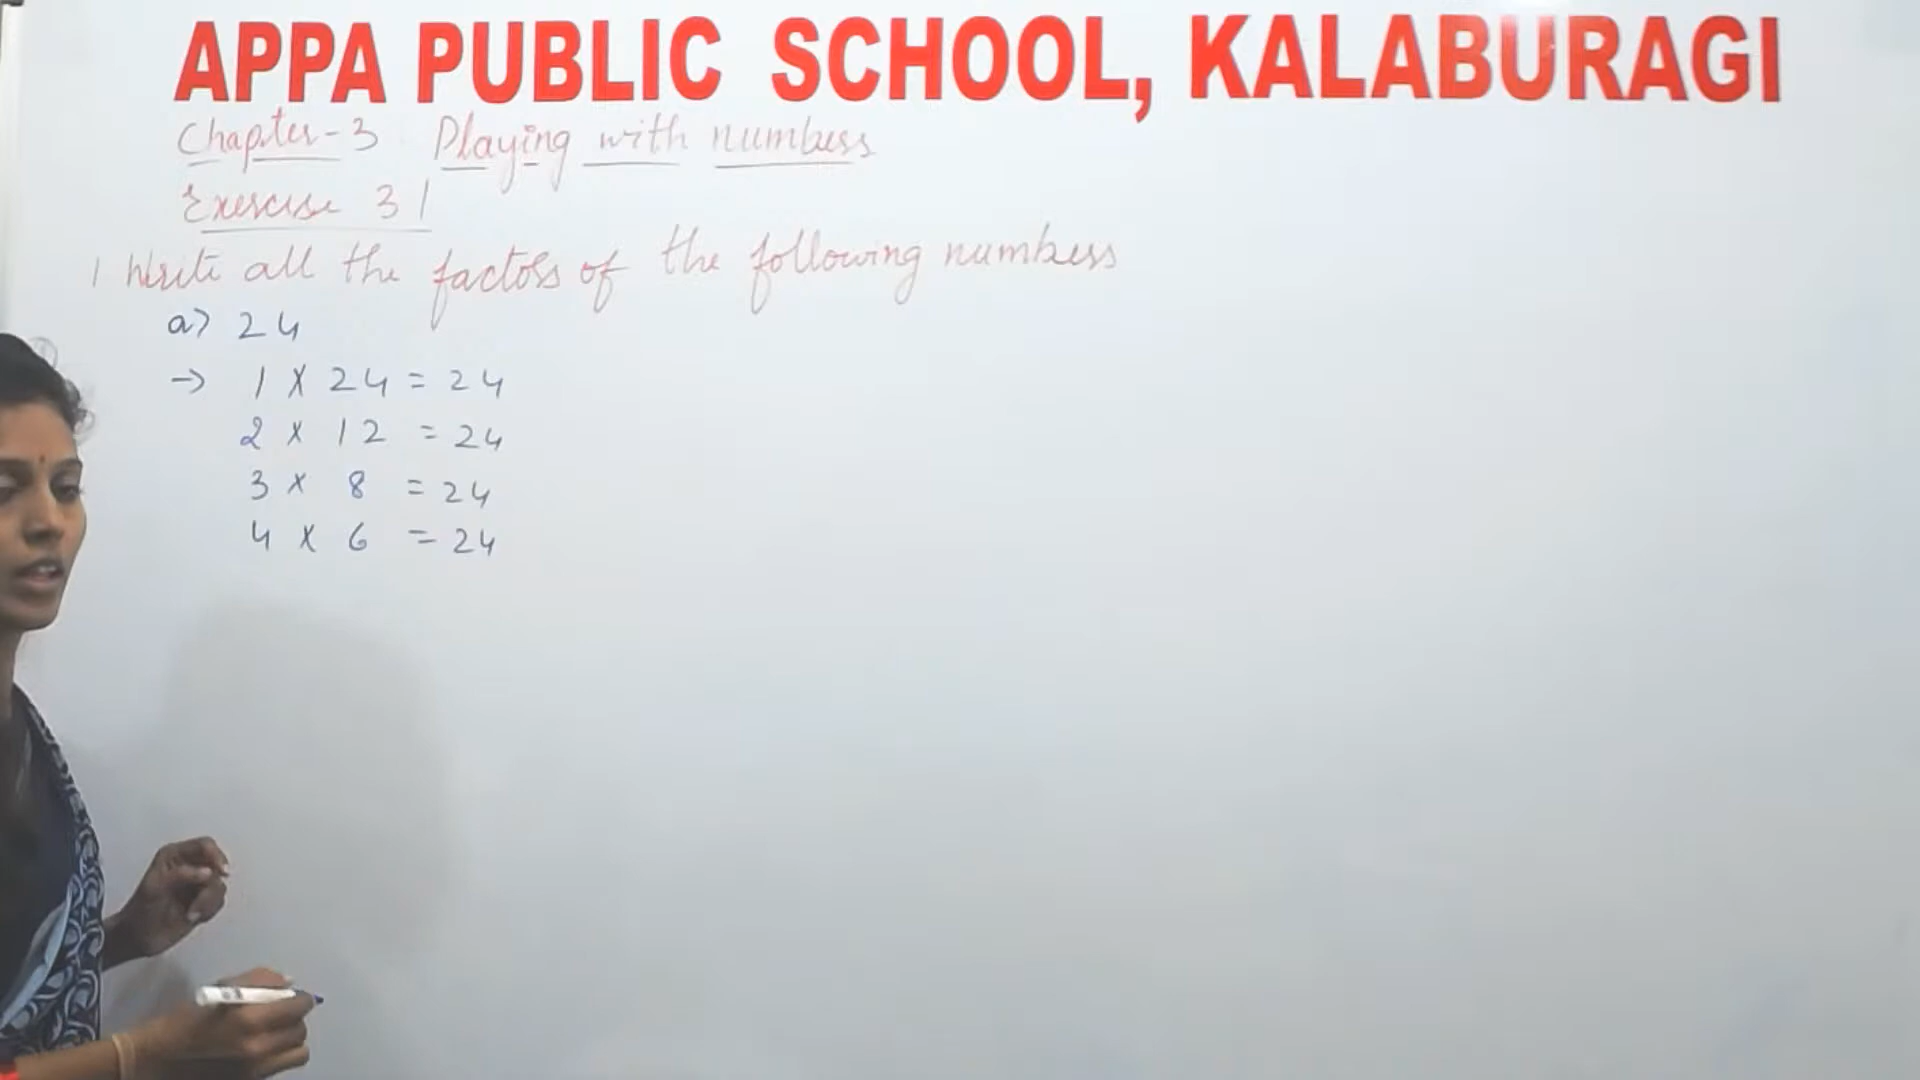 APPA PUBLIC SCHOOL, KALABURAGI
Chapter-3 Playing with numbers
Exercise 3 1
1 Write all the factors of the following numbers
a) 24
→ 1 × 24 = 24
2 × 12 = 24
3 × 8 = 24
4 × 6 = 24